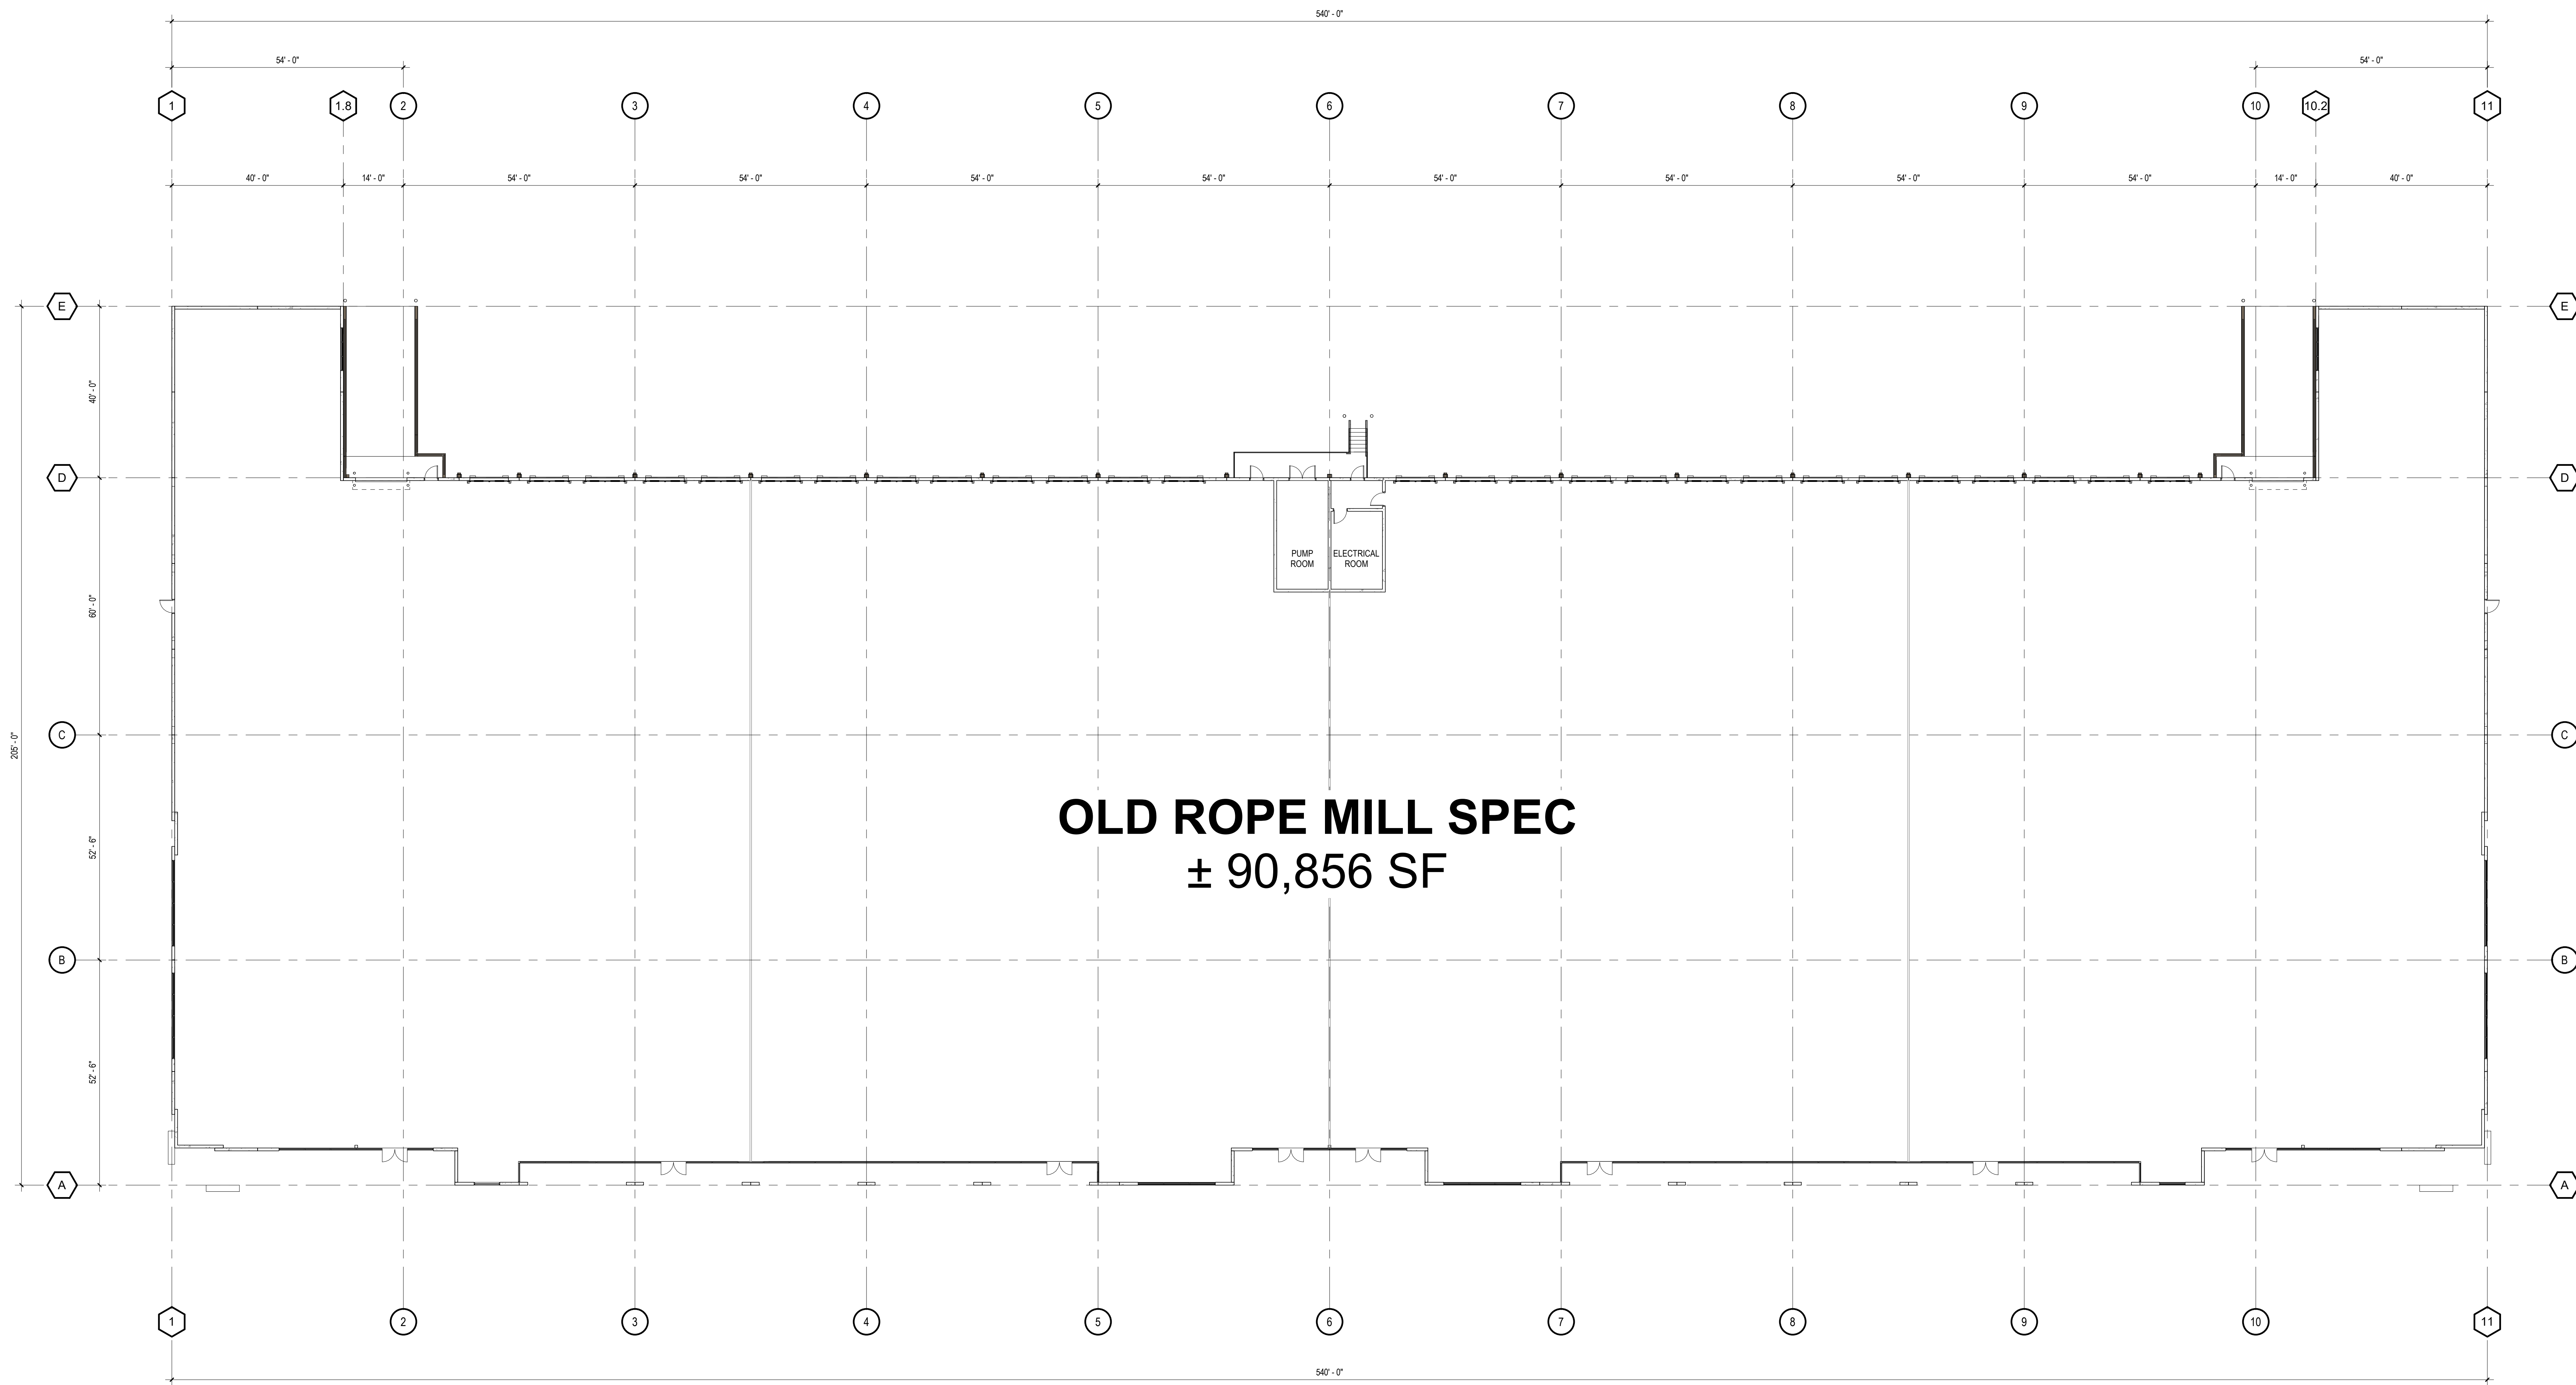 540' - 0"
54' - 0"
54' - 0"
1
1.8
2
3
4
5
6
7
8
9
10
10.2
11
40' - 0"
14' - 0"
54' - 0"
54' - 0"
54' - 0"
54' - 0"
54' - 0"
54' - 0"
54' - 0"
54' - 0"
14' - 0"
40' - 0"
E
E
40' - 0"
D
D
PUMP
ROOM
ELECTRICAL
ROOM
60' - 0"
205' - 0"
C
C
OLD ROPE MILL SPEC
± 90,856 SF
52' - 6"
B
B
52' - 6"
A
A
1
2
3
4
5
6
7
8
9
10
11
540' - 0"